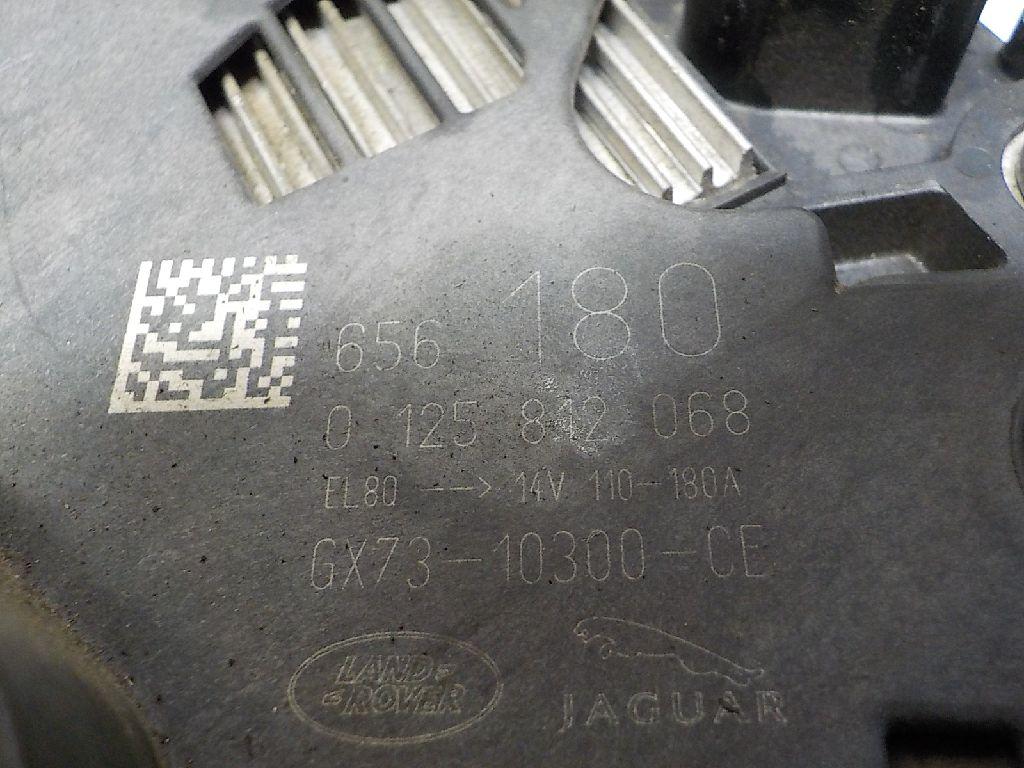 656 180
0 125 812 068
EL80 --> 14V 110-180A
GX73-10300-CE
LAND
ROVER
JAGUAR